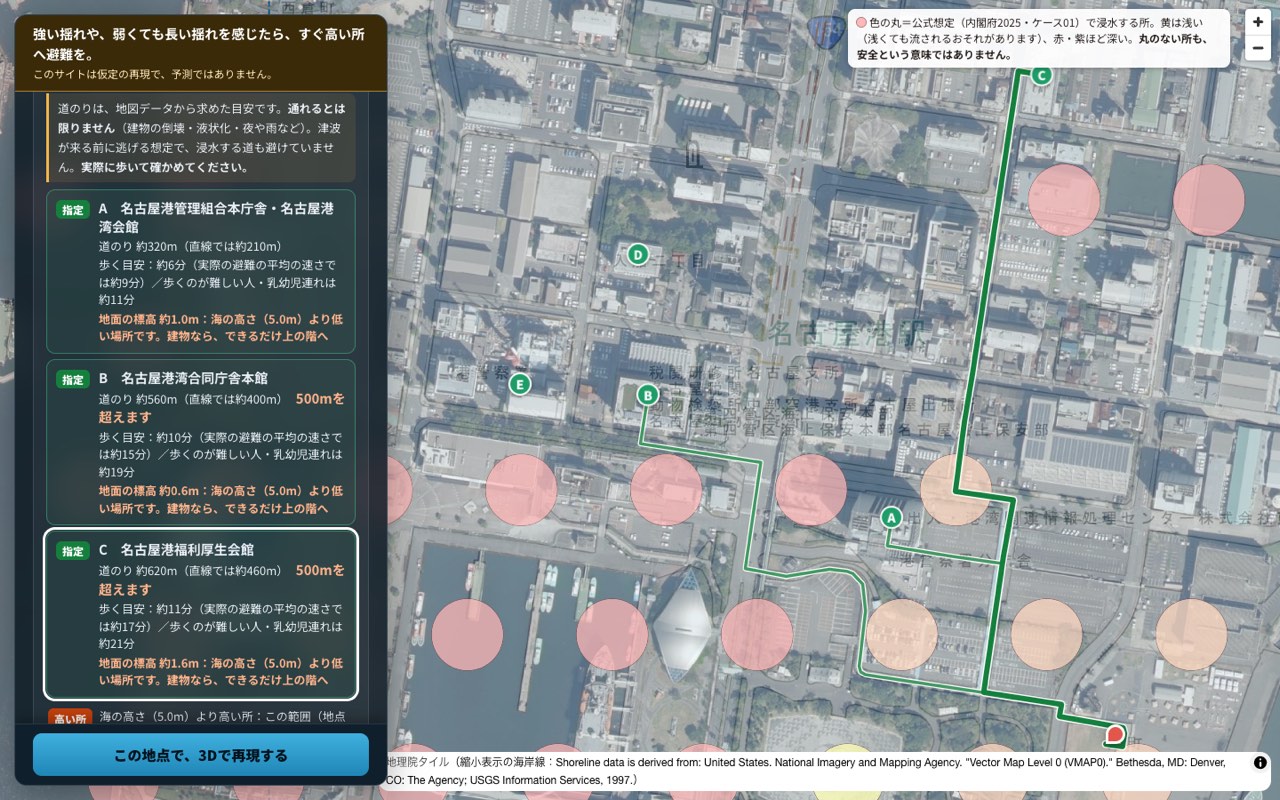 強い揺れや、弱くても長い揺れを感じたら、すぐ高い所
へ避難を。
このサイトは仮定の再現で、予測ではありません。
道のりは、地図データから求めた目安です。通れるとは
限りません（建物の倒壊・液状化・夜や雨など）。津波
が来る前に逃げる想定で、浸水する道も避けていませ
ん。実際に歩いて確かめてください。
指定 A 名古屋港管理組合本庁舎・名古屋港
湾会館
道のり 約320m（直線では約210m）
歩く目安：約6分（実際の避難の平均の速さで
は約9分）／歩くのが難しい人・乳幼児連れは
約11分
地面の標高 約1.0m：海の高さ（5.0m）より低
い場所です。建物なら、できるだけ上の階へ
指定 B 名古屋港湾合同庁舎本館
道のり 約560m（直線では約400m） 500mを
超えます
歩く目安：約10分（実際の避難の平均の速さで
は約15分）／歩くのが難しい人・乳幼児連れは
約19分
地面の標高 約0.6m：海の高さ（5.0m）より低
い場所です。建物なら、できるだけ上の階へ
指定 C 名古屋港福利厚生会館
道のり 約620m（直線では約460m） 500mを
超えます
歩く目安：約11分（実際の避難の平均の速さで
は約17分）／歩くのが難しい人・乳幼児連れは
約21分
地面の標高 約1.6m：海の高さ（5.0m）より低
い場所です。建物なら、できるだけ上の階へ
高い所 海の高さ（5.0m）より高い所：この範囲（地点
この地点で、3Dで再現する
色の丸＝公式想定（内閣府2025・ケース01）で浸水する所。黄は浅い
（浅くても流されるおそれがあります）、赤・紫ほど深い。丸のない所も、
安全という意味ではありません。
+
−
C
D
二丁目
名古屋港駅
E
B
A
地理院タイル（縮小表示の海岸線：Shoreline data is derived from: United States. National Imagery and Mapping Agency. "Vector Map Level 0 (VMAP0)." Bethesda, MD: Denver,
CO: The Agency; USGS Information Services, 1997.）